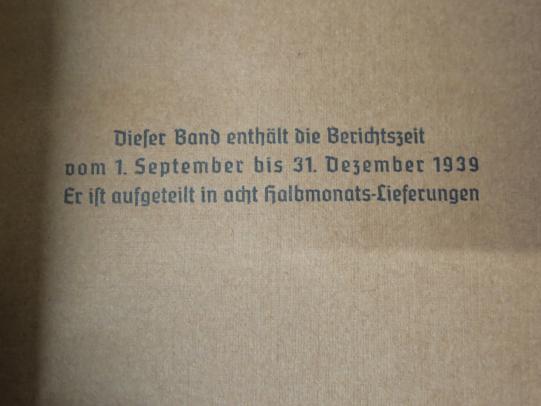 Dieser Band enthält die Berichtszeit
vom 1. September bis 31. Dezember 1939
Er ist aufgeteilt in acht Halbmonats-Lieferungen